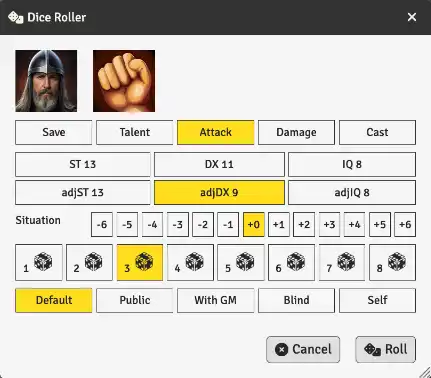 Dice Roller ×
Save Talent Attack Damage Cast
ST 13 DX 11 IQ 8
adjST 13 adjDX 9 adjIQ 8
Situation -6 -5 -4 -3 -2 -1 +0 +1 +2 +3 +4 +5 +6
1 2 3 4 5 6 7 8
Default Public With GM Blind Self
Cancel Roll